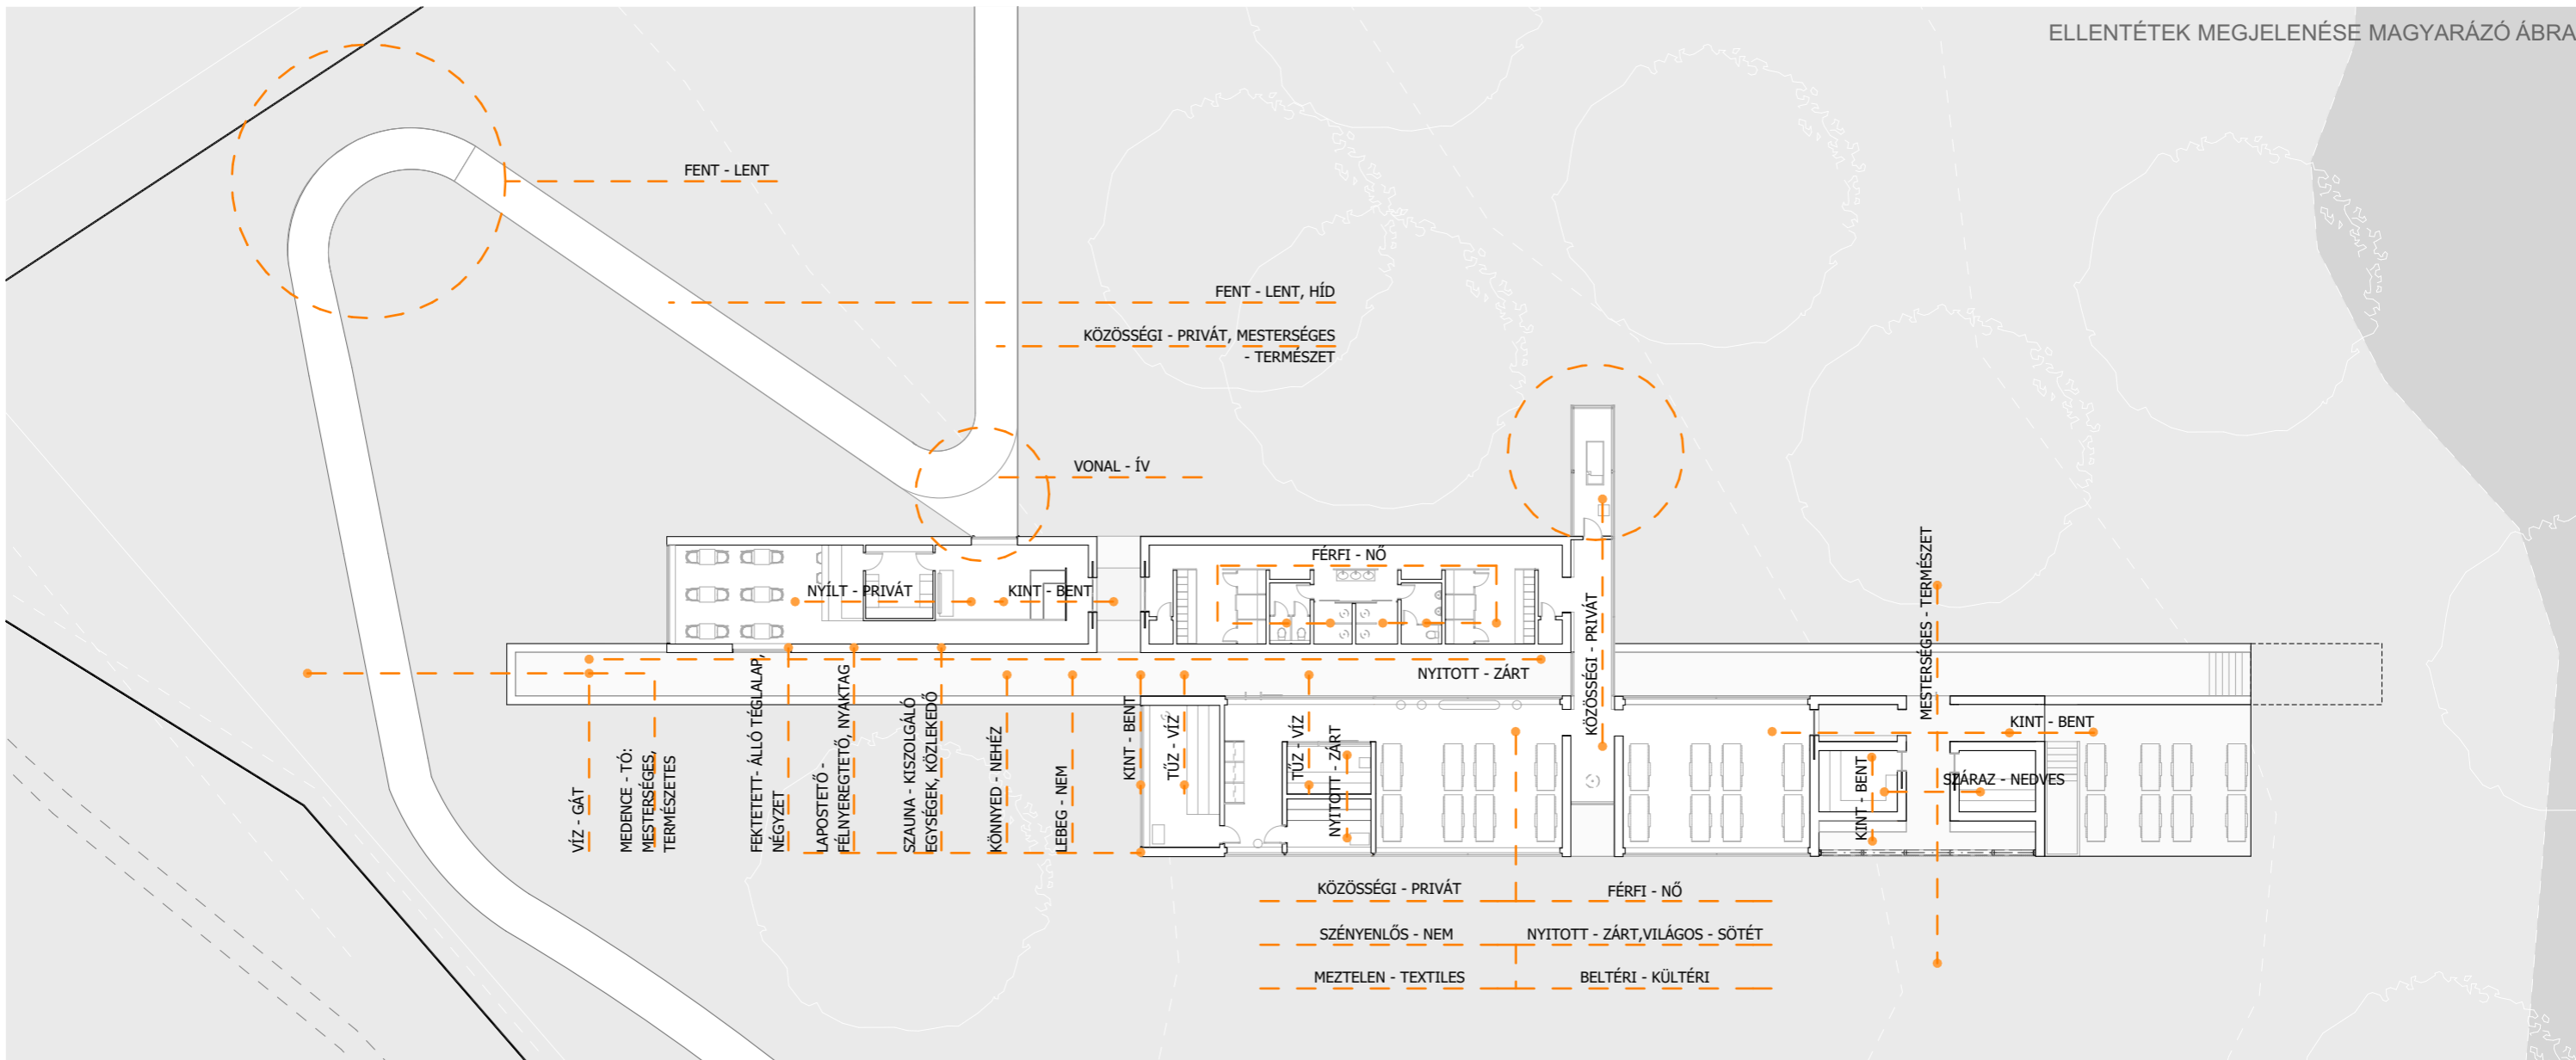 ELLENTÉTEK MEGJELENÉSE MAGYARÁZÓ ÁBRA
FENT - LENT
FENT - LENT, HÍD
KÖZÖSSÉGI - PRIVÁT, MESTERSÉGES
- TERMÉSZET
VONAL - ÍV
FÉRFI - NŐ
NYÍLT - PRIVÁT
KINT - BENT
KÖZÖSSÉGI - PRIVÁT
MESTERSÉGES - TERMÉSZET
NYITOTT - ZÁRT
KINT - BENT
SZÁRAZ - NEDVES
KINT - BENT
VÍZ - GÁT
MEDENCE - TÓ:
MESTERSÉGES,
TERMÉSZETES
FEKTETETT- ÁLLÓ TÉGLALAP,
NÉGYZET
LAPOSTETŐ -
FÉLNYEREGTETŐ, NYAKTAG
SZAUNA - KISZOLGÁLÓ
EGYSÉGEK, KÖZLEKEDŐ
KÖNNYED - NEHÉZ
LEBEG - NEM
KINT - BENT
TŰZ - VÍZ
TŰZ - VÍZ
NYITOTT - ZÁRT
KÖZÖSSÉGI - PRIVÁT
FÉRFI - NŐ
SZÉNYENLŐS - NEM
NYITOTT - ZÁRT,VILÁGOS - SÖTÉT
MEZTELEN - TEXTILES
BELTÉRI - KÜLTÉRI